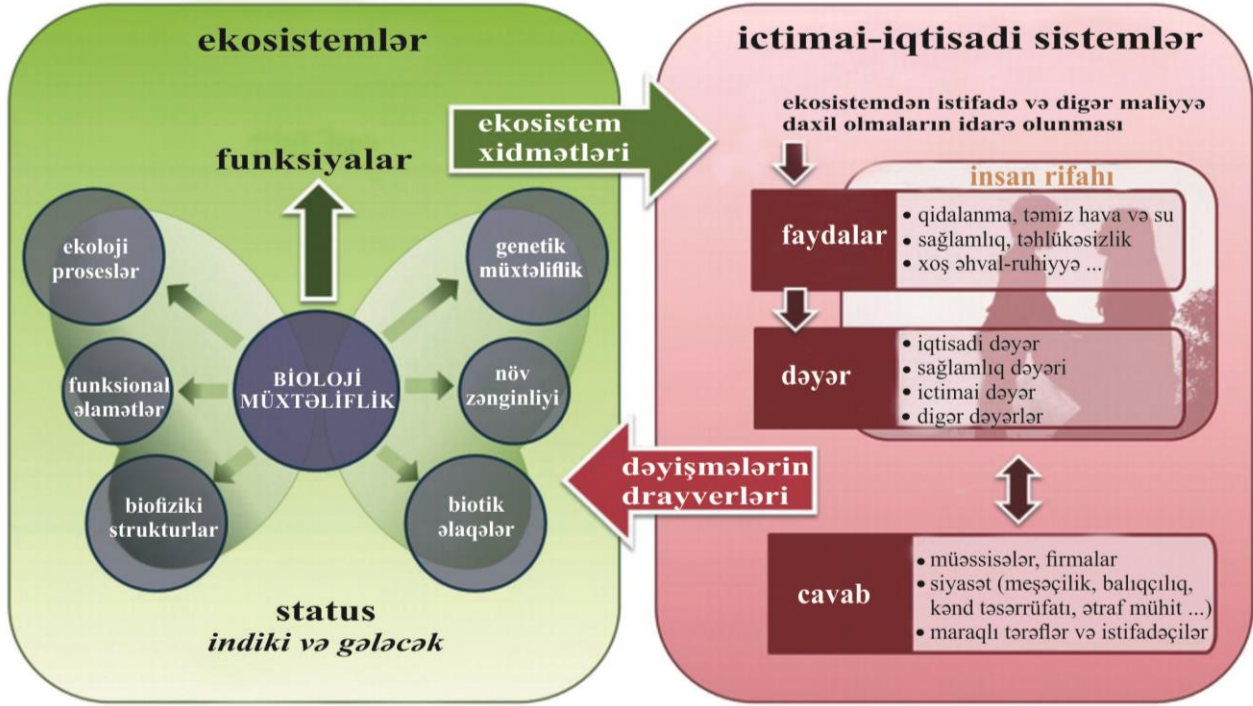 ekosistemlər
funksiyalar
ekoloji
proseslər
genetik
müxtəliflik
funksional
əlamətlər
BİOLOJİ
MÜXTƏLİFLİK
növ
zənginliyi
biofiziki
strukturlar
biotik
əlaqələr
status
indiki və gələcək
ekosistem
xidmətləri
dəyişmələrin
drayverləri
ictimai-iqtisadi sistemlər
ekosistemdən istifadə və digər maliyyə
daxil olmaların idarə olunması
insan rifahı
faydalar
• qidalanma, təmiz hava və su
• sağlamlıq, təhlükəsizlik
• xoş əhval-ruhiyyə ...
dəyər
• iqtisadi dəyər
• sağlamlıq dəyəri
• ictimai dəyər
• digər dəyərlər
cavab
• müəssisələr, firmalar
• siyasət (meşəçilik, balıqçılıq,
kənd təsərrüfatı, ətraf mühit ...)
• maraqlı tərəflər və istifadəçilər